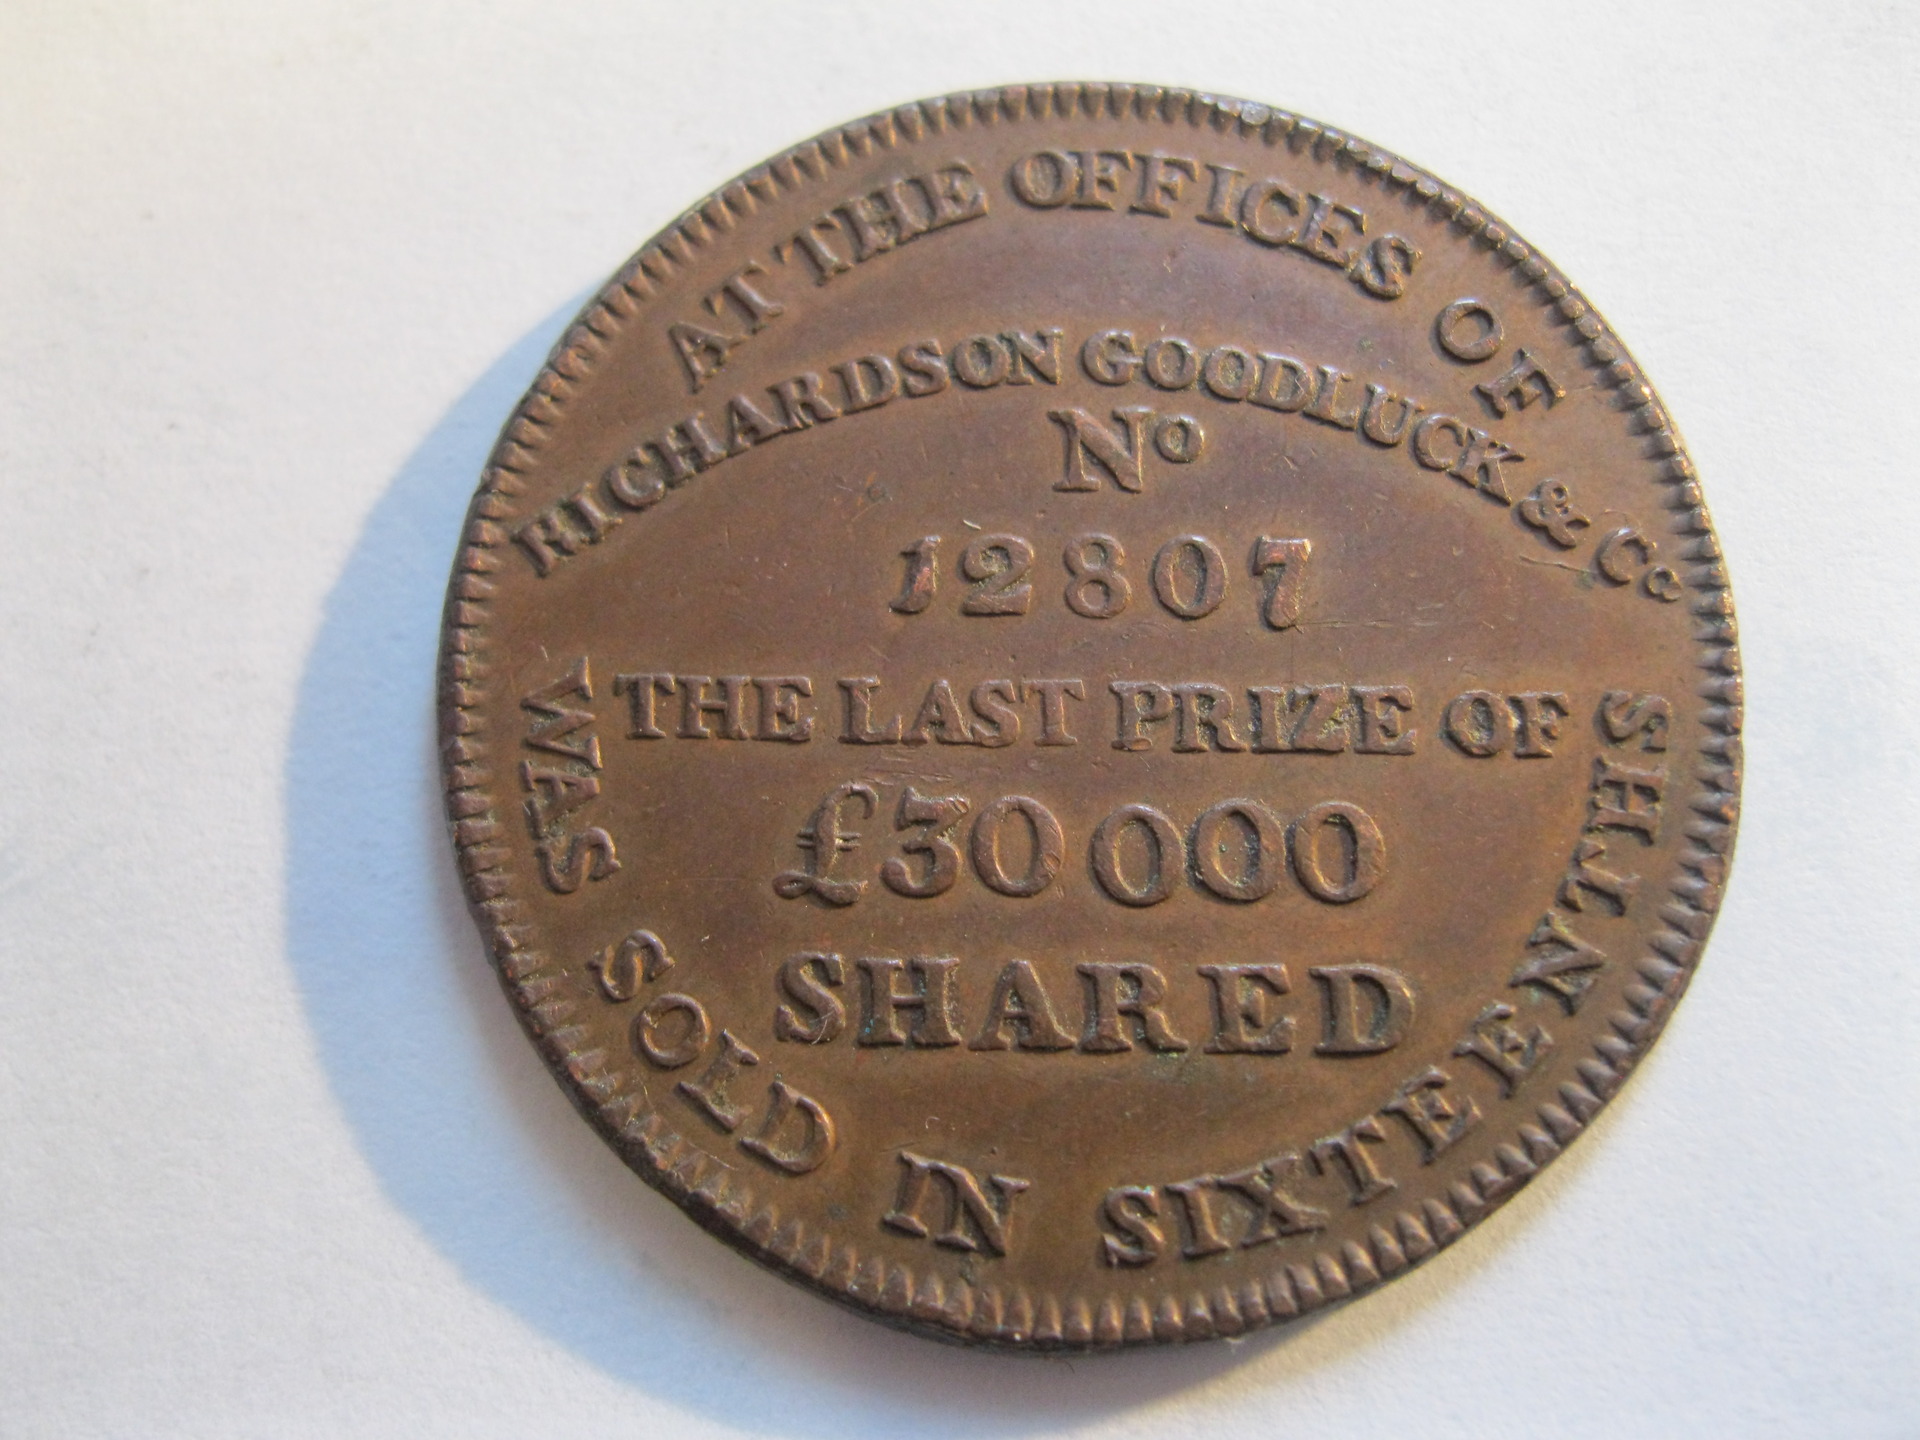 AT THE OFFICES OF
RICHARDSON GOODLUCK & Co
No
12807
THE LAST PRIZE OF
£30000
SHARED
WAS SOLD IN SIXTEENTHS